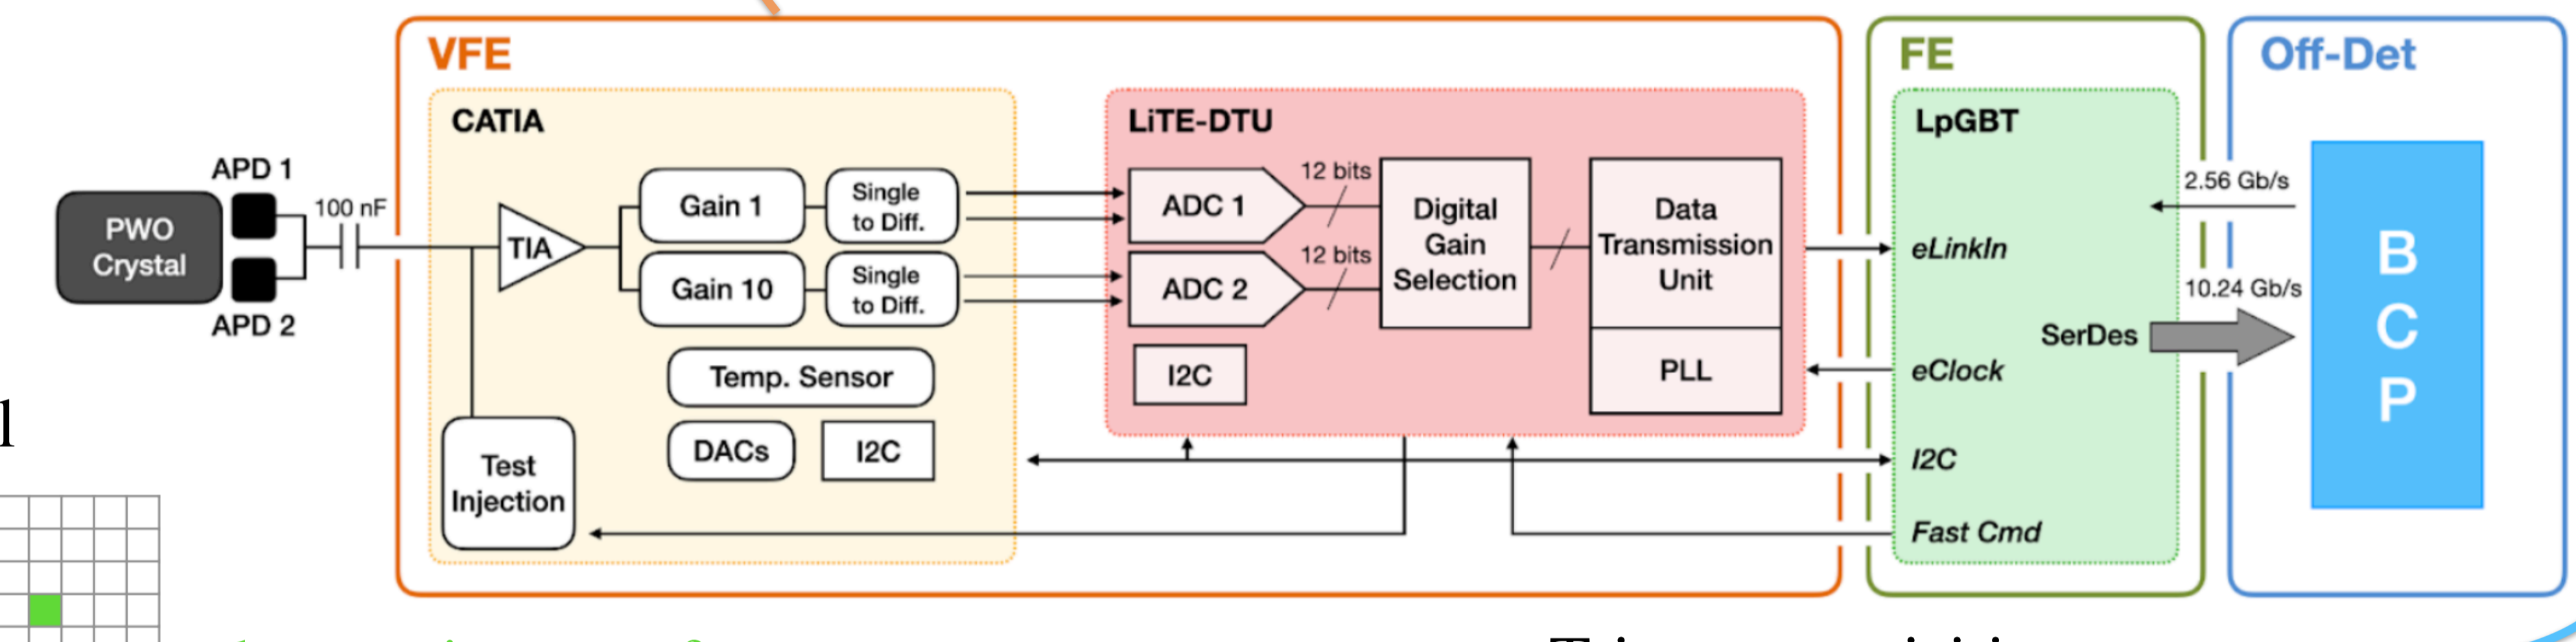 VFE
FE
Off-Det
CATIA
LiTE-DTU
LpGBT
APD 1
100 nF
PWO
Crystal
APD 2
TIA
Gain 1
Single
to Diff.
Gain 10
Single
to Diff.
Temp. Sensor
DACs
I2C
Test
Injection
ADC 1
12 bits
ADC 2
12 bits
Digital
Gain
Selection
Data
Transmission
Unit
PLL
I2C
eLinkIn
eClock
I2C
Fast Cmd
SerDes
2.56 Gb/s
10.24 Gb/s
B
C
P
l